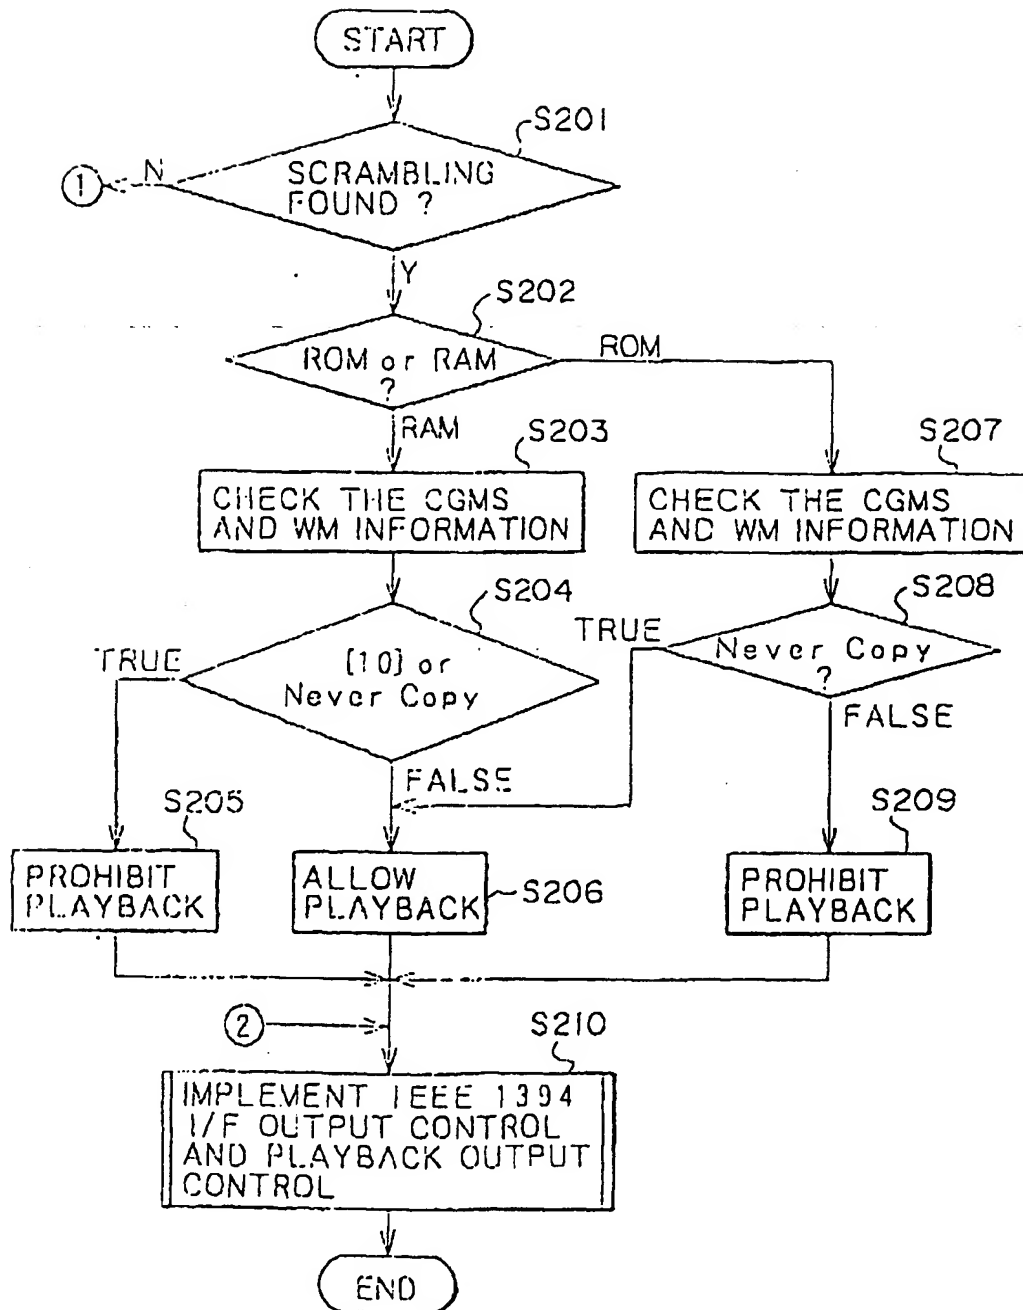 START
S201
N
1
SCRAMBLING
FOUND ?
Y
S202
ROM or RAM
?
ROM
RAM
S203
S207
CHECK THE CGMS
AND WM INFORMATION
CHECK THE CGMS
AND WM INFORMATION
S204
S208
TRUE
[10] or
Never Copy
TRUE
Never Copy
?
FALSE
FALSE
S205
S209
PROHIBIT
PLAYBACK
ALLOW
PLAYBACK
S206
PROHIBIT
PLAYBACK
2
S210
IMPLEMENT IEEE 1394
I/F OUTPUT CONTROL
AND PLAYBACK OUTPUT
CONTROL
END